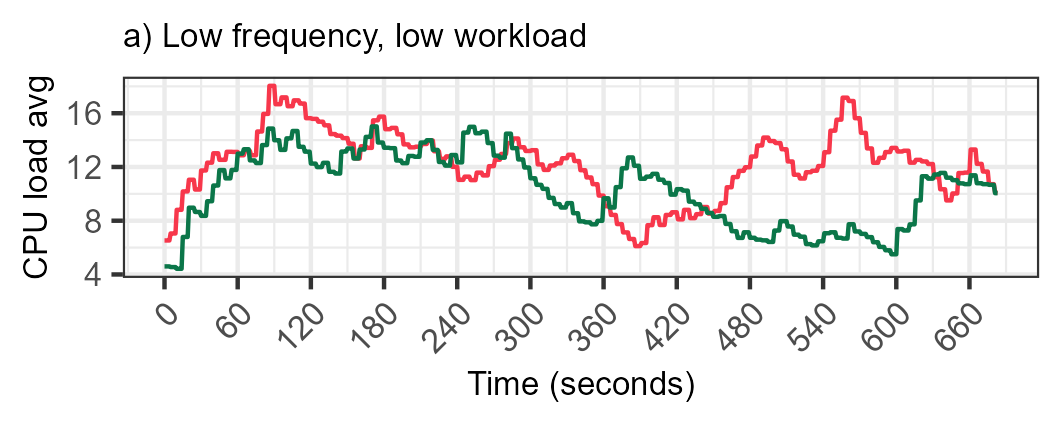 a) Low frequency, low workload
CPU load avg
16
12
8
4
0 60 120 180 240 300 360 420 480 540 600 660
Time (seconds)